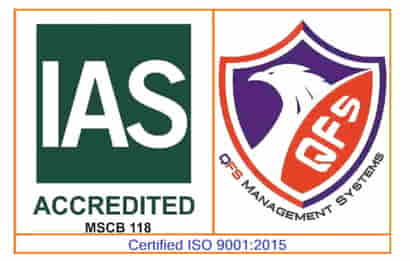 IAS
ACCREDITED
MSCB 118
QFS
QFS MANAGEMENT SYSTEMS
Certified ISO 9001:2015